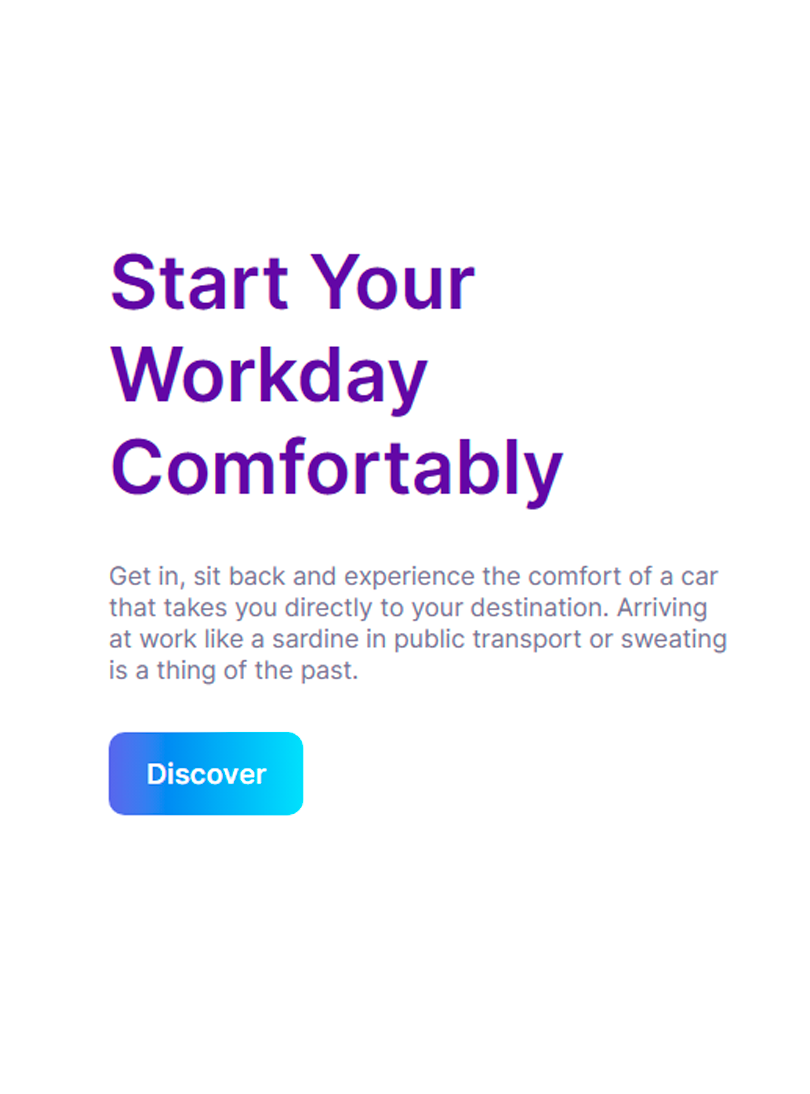 Start Your
Workday
Comfortably
Get in, sit back and experience the comfort of a car
that takes you directly to your destination. Arriving
at work like a sardine in public transport or sweating
is a thing of the past.
Discover